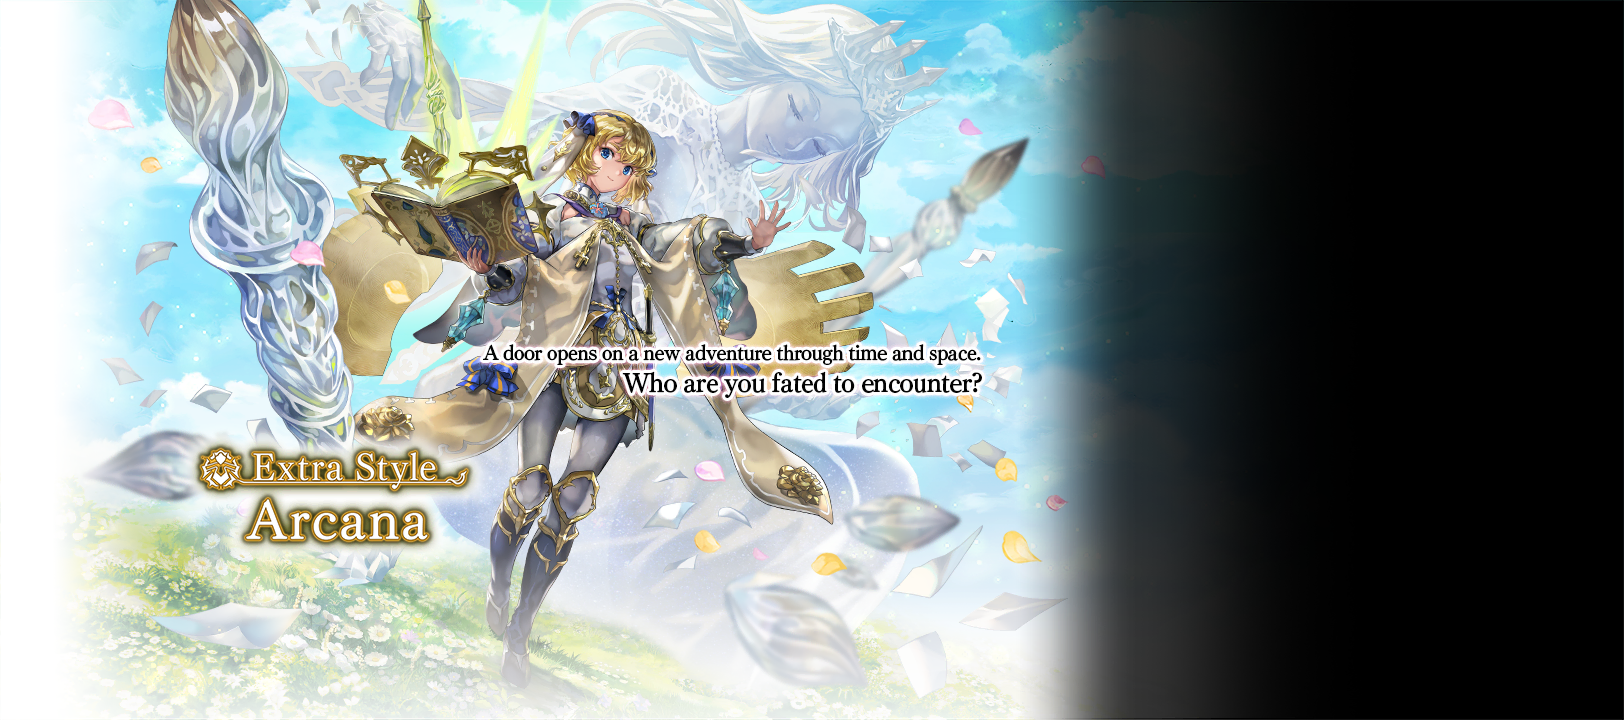 A door opens on a new adventure through time and space.
Who are you fated to encounter?
Extra Style
Arcana